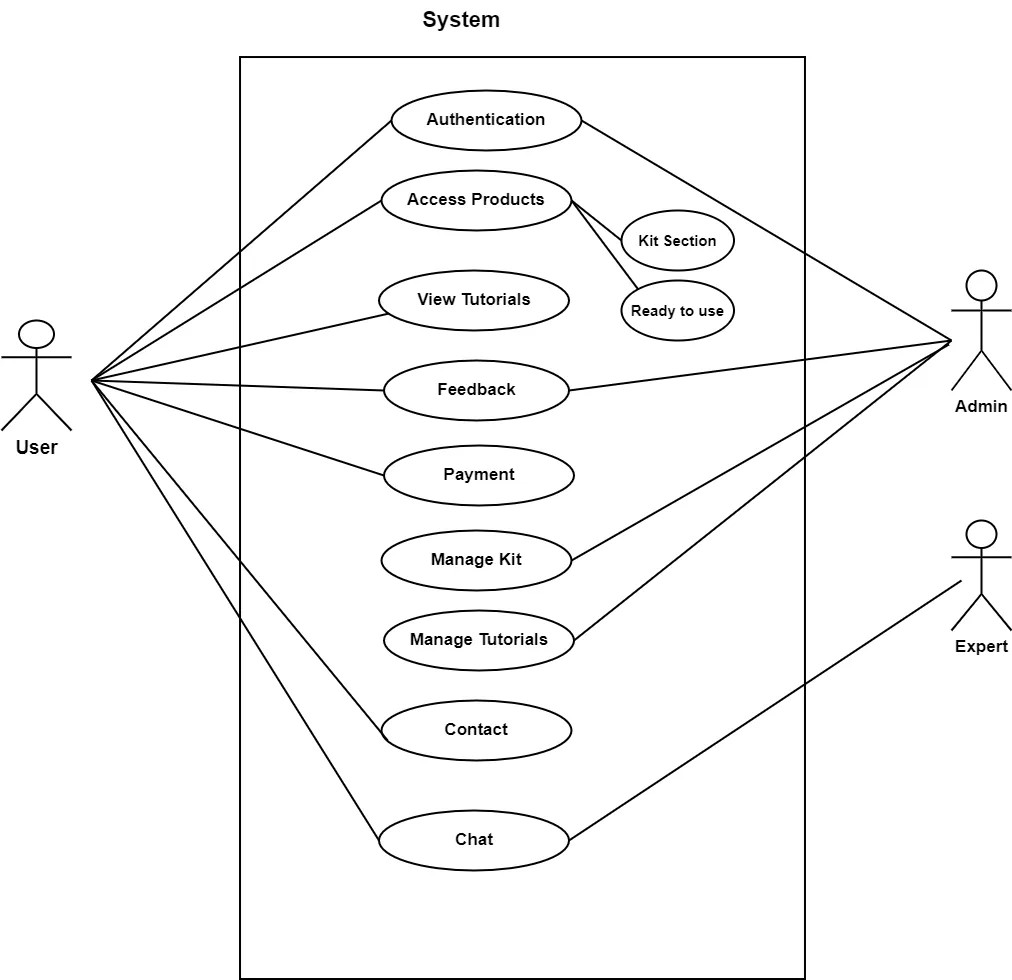 System
Authentication
Access Products
Kit Section
View Tutorials
Ready to use
Feedback
User
Admin
Payment
Manage Kit
Manage Tutorials
Expert
Contact
Chat